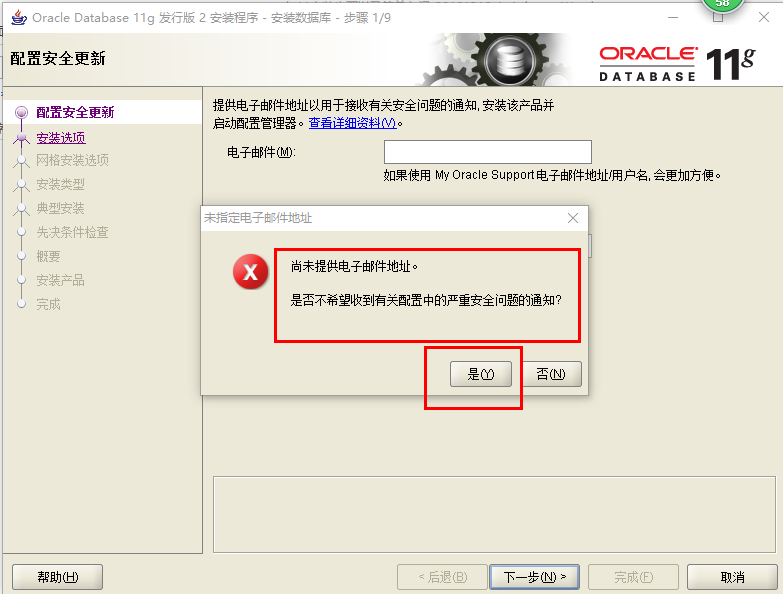 58
Oracle Database 11g 发行版 2 安装程序 - 安装数据库 - 步骤 1/9
配置安全更新
ORACLE
DATABASE
11g
配置安全更新
安装选项
网格安装选项
安装类型
典型安装
先决条件检查
概要
安装产品
完成
提供电子邮件地址以用于接收有关安全问题的通知, 安装该产品并
启动配置管理器。查看详细资料(V)。
电子邮件(M):
如果使用 My Oracle Support 电子邮件地址/用户名, 会更加方便。
未指定电子邮件地址
尚未提供电子邮件地址。
是否不希望收到有关配置中的严重安全问题的通知?
是(Y)
否(N)
帮助(H)
< 后退(B)
下一步(N) >
完成(F)
取消